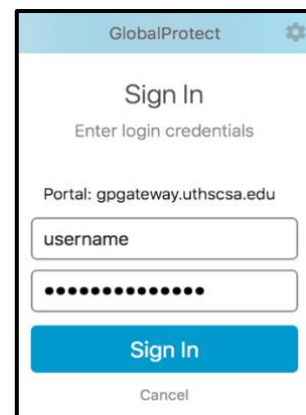 GlobalProtect
Sign In
Enter login credentials
Portal: gpgateway.uthscsa.edu
username
••••••••••••••
Sign In
Cancel